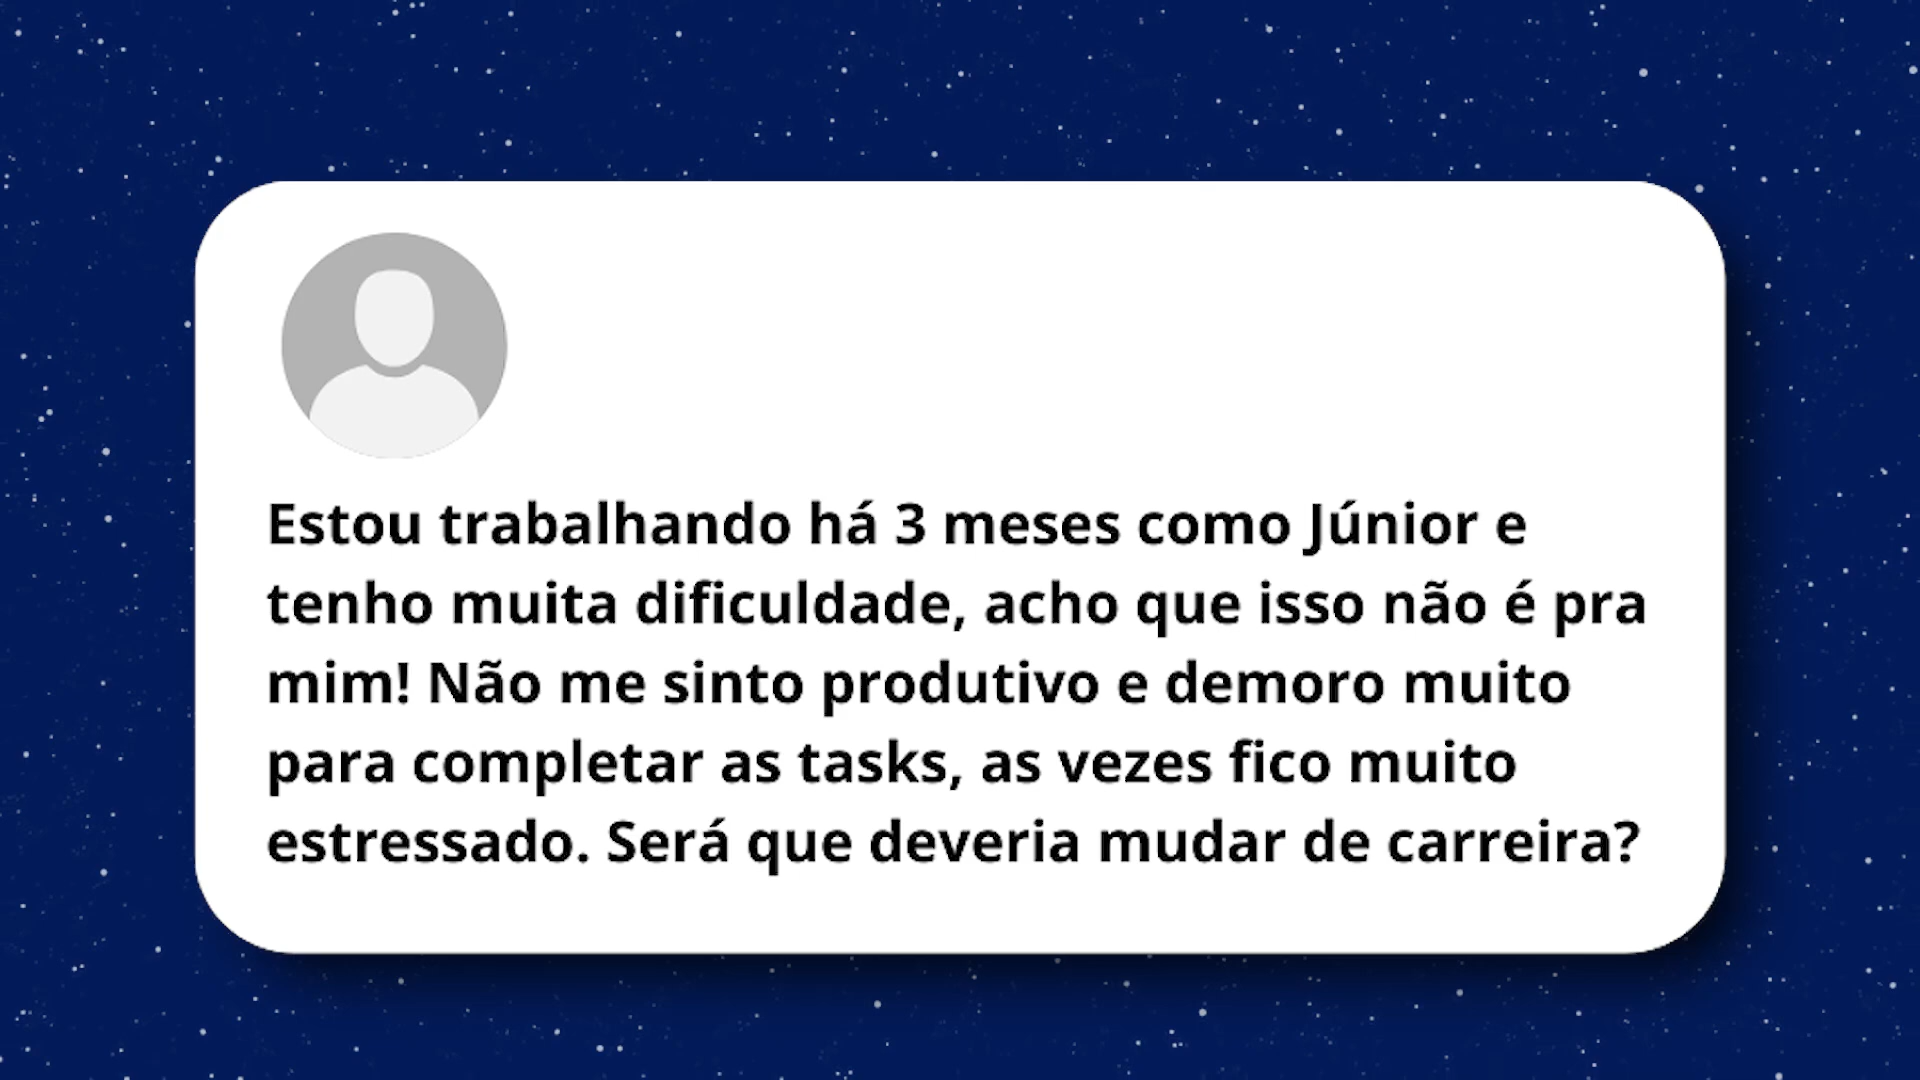 Estou trabalhando há 3 meses como Júnior e
tenho muita dificuldade, acho que isso não é pra
mim! Não me sinto produtivo e demoro muito
para completar as tasks, as vezes fico muito
estressado. Será que deveria mudar de carreira?